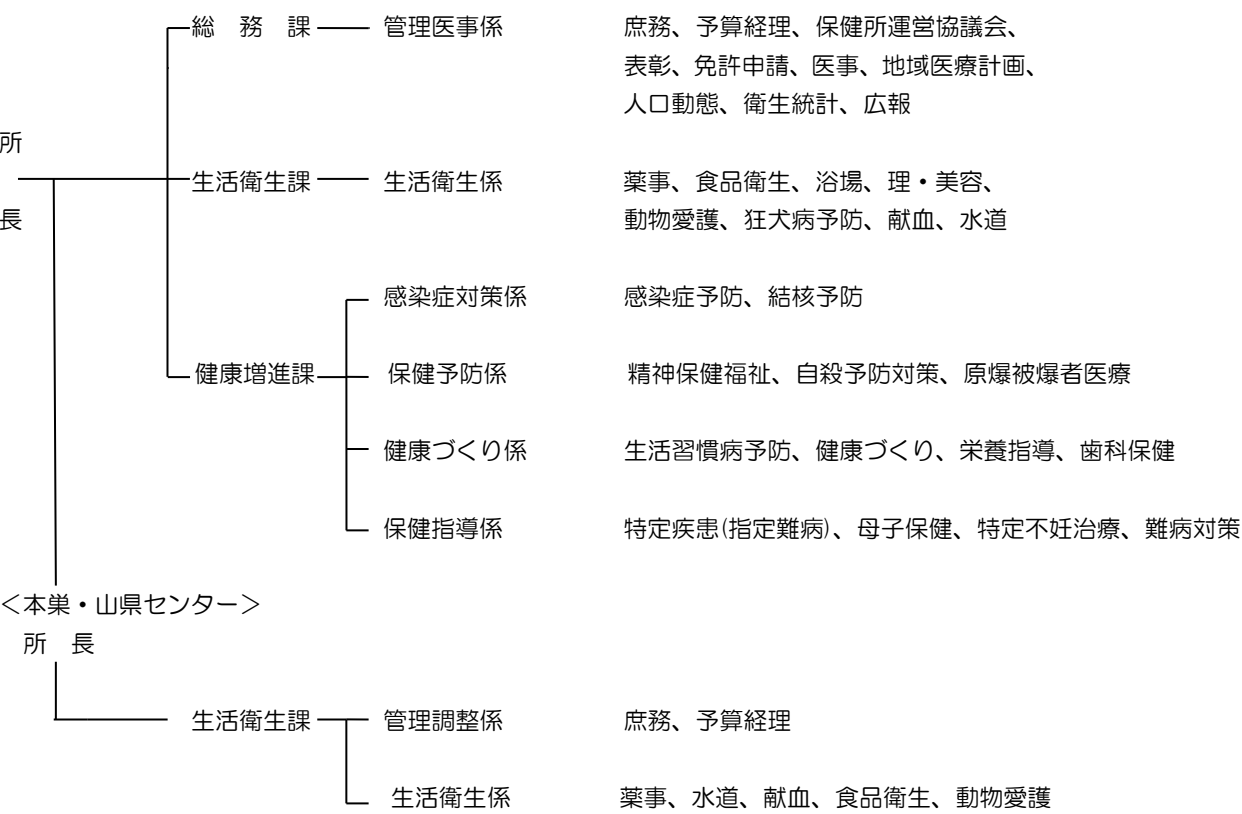 総　務　課 管理医事係 庶務、予算経理、保健所運営協議会、
表彰、免許申請、医事、地域医療計画、
人口動態、衛生統計、広報
所
生活衛生課 生活衛生係 薬事、食品衛生、浴場、理・美容、
長 動物愛護、狂犬病予防、献血、水道
感染症対策係 感染症予防、結核予防
健康増進課 保健予防係 精神保健福祉、自殺予防対策、原爆被爆者医療
健康づくり係 生活習慣病予防、健康づくり、栄養指導、歯科保健
保健指導係 特定疾患(指定難病)、母子保健、特定不妊治療、難病対策
＜本巣・山県センター＞
所　長
生活衛生課 管理調整係 庶務、予算経理
生活衛生係 薬事、水道、献血、食品衛生、動物愛護